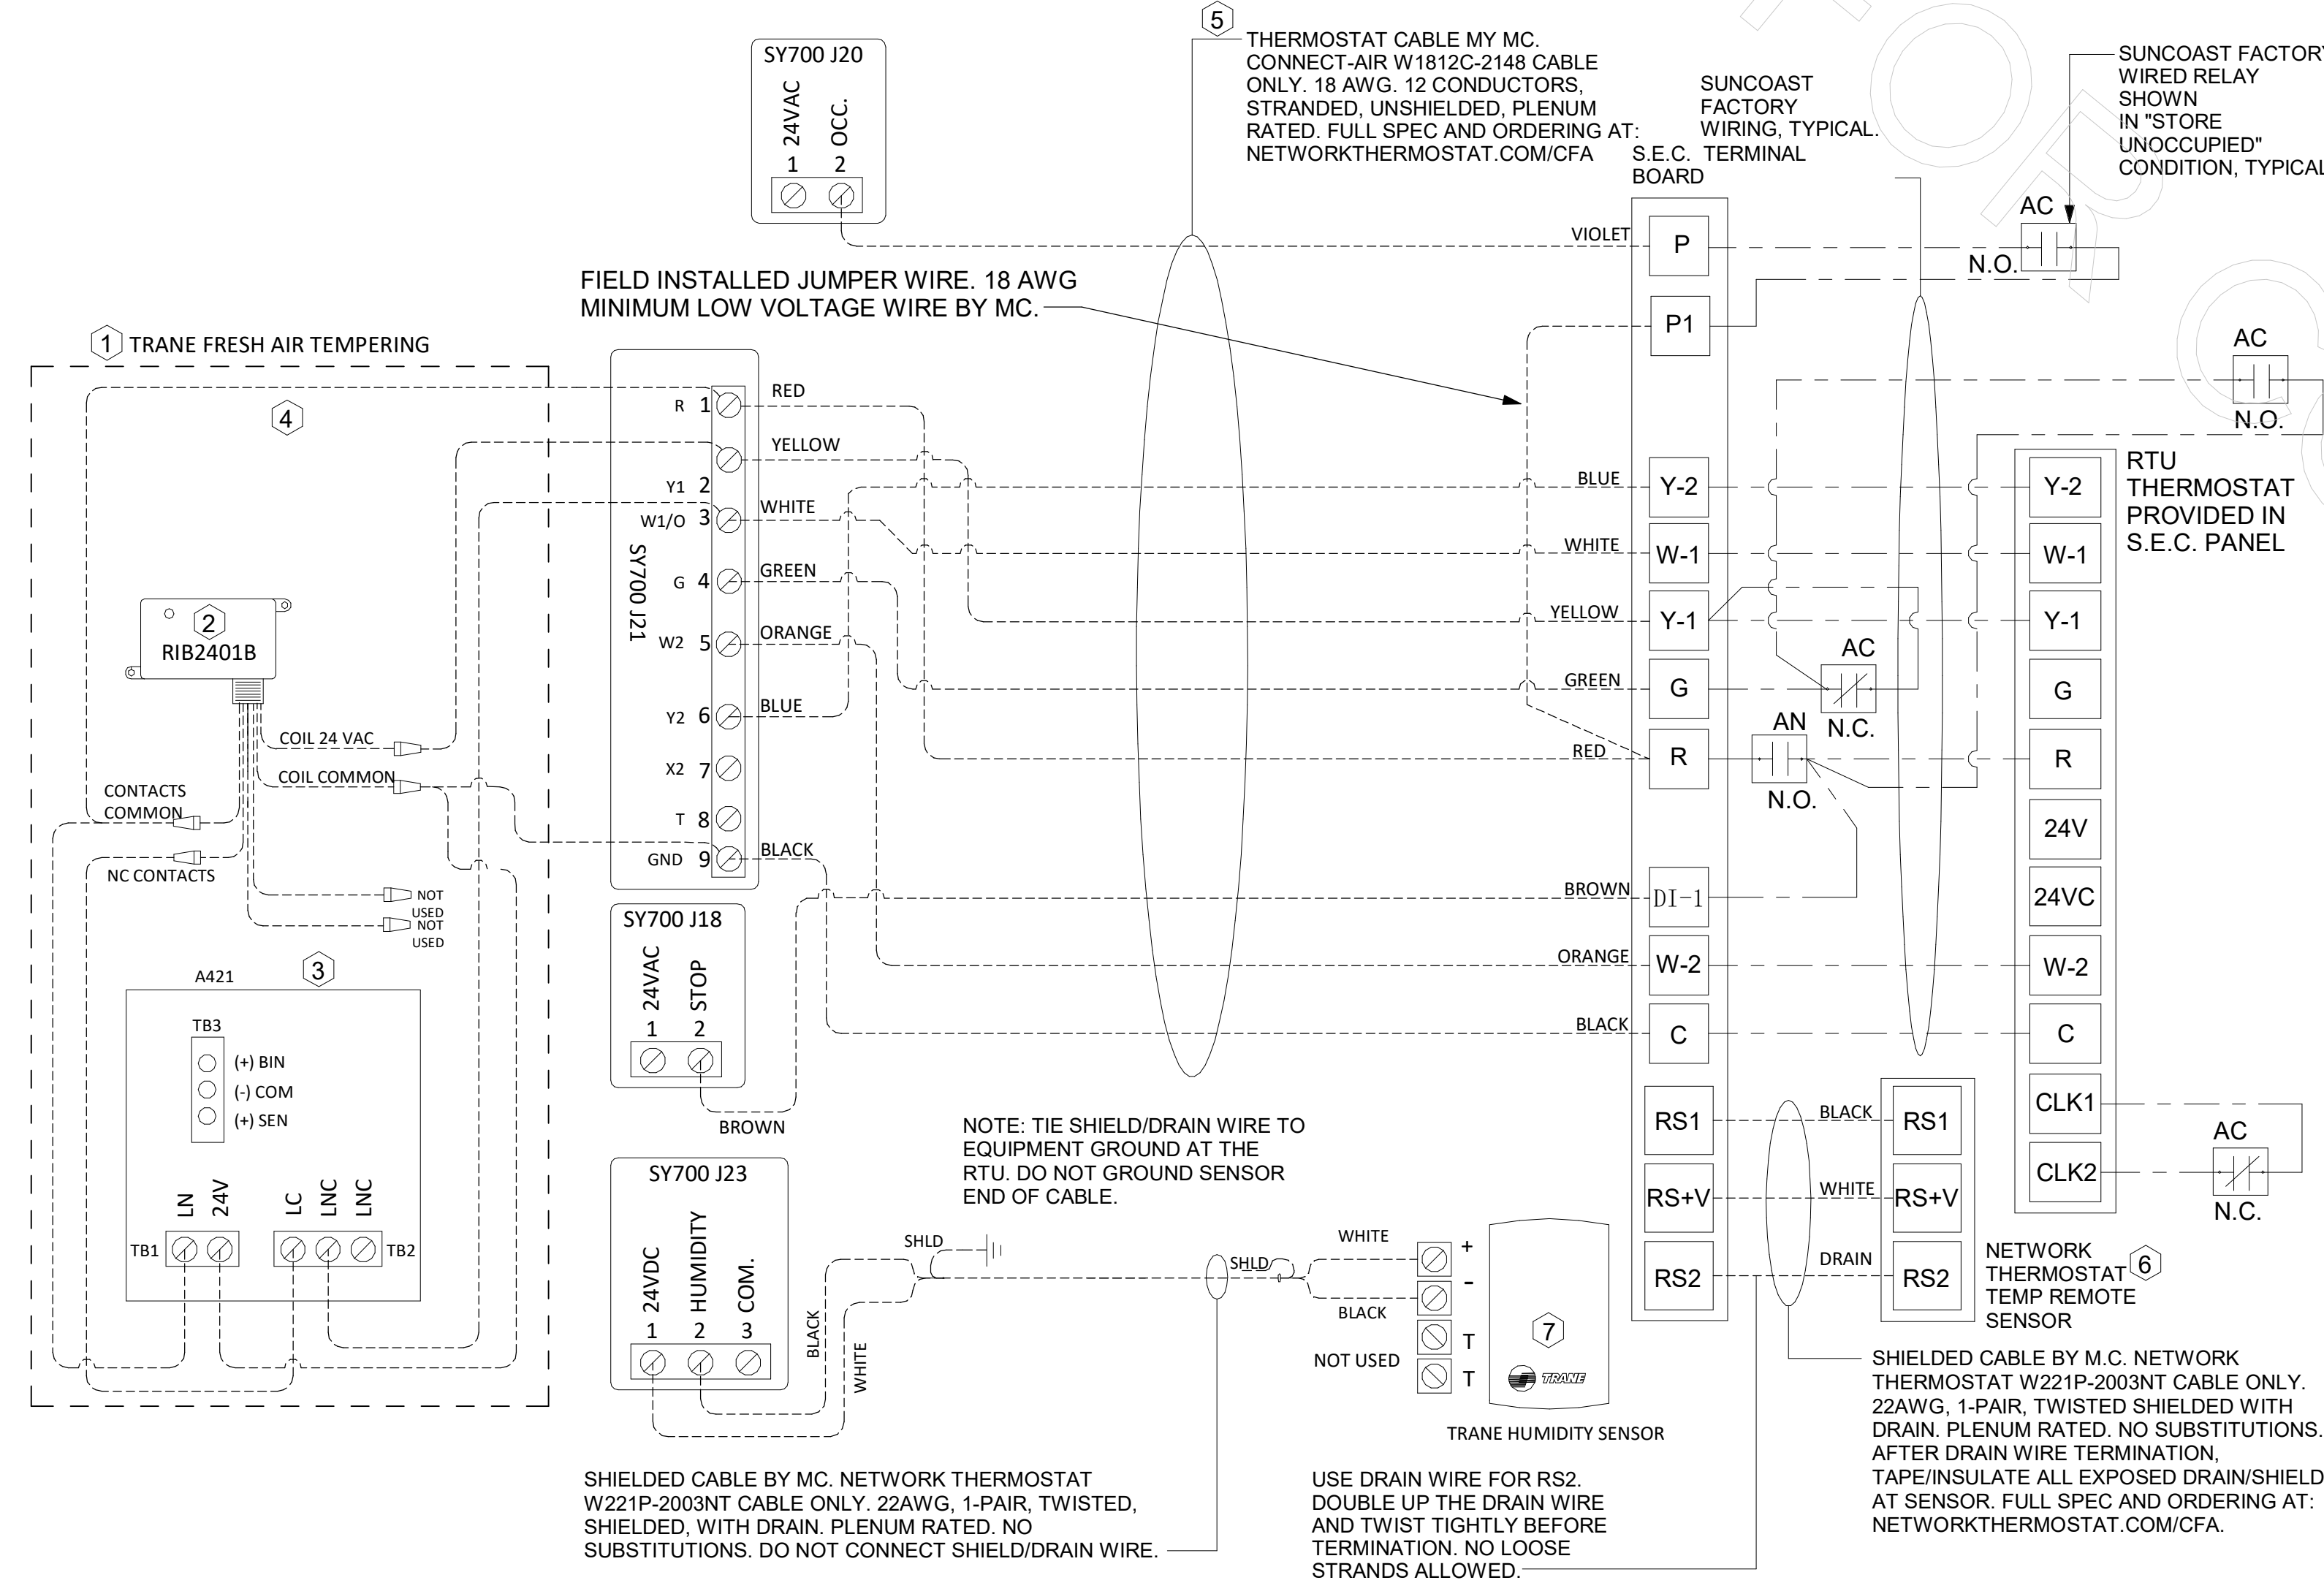 5
THERMOSTAT CABLE MY MC.
CONNECT-AIR W1812C-2148 CABLE
ONLY. 18 AWG. 12 CONDUCTORS,
STRANDED, UNSHIELDED, PLENUM
RATED. FULL SPEC AND ORDERING AT:
NETWORKTHERMOSTAT.COM/CFA
SUNCOAST
FACTORY
WIRING, TYPICAL.
S.E.C. TERMINAL
BOARD
SUNCOAST FACTORY
WIRED RELAY
SHOWN
IN "STORE
UNOCCUPIED"
CONDITION, TYPICAL
SY700 J20
24VAC
OCC.
1 2
VIOLET
P
AC
N.O.
FIELD INSTALLED JUMPER WIRE. 18 AWG
MINIMUM LOW VOLTAGE WIRE BY MC.
P1
AC
N.O.
1 TRANE FRESH AIR TEMPERING
4
2
RIB2401B
COIL 24 VAC
COIL COMMON
CONTACTS
COMMON
NC CONTACTS
NOT
USED
NOT
USED
3
A421
TB3
(+) BIN
(-) COM
(+) SEN
LN
24V
LC
LNC
LNC
TB1
TB2
SY700 J21
R 1
RED
YELLOW
Y1 2
W1/O 3
WHITE
G 4
GREEN
W2 5
ORANGE
Y2 6
BLUE
X2 7
T 8
GND 9
BLACK
BLUE
Y-2
WHITE
W-1
YELLOW
Y-1
GREEN
G
RED
R
BROWN
DI-1
ORANGE
W-2
BLACK
C
AC
N.C.
AN
N.O.
RTU
THERMOSTAT
PROVIDED IN
S.E.C. PANEL
Y-2
W-1
Y-1
G
R
24V
24VC
W-2
C
CLK1
CLK2
AC
N.C.
SY700 J18
24VAC
STOP
1 2
BROWN
NOTE: TIE SHIELD/DRAIN WIRE TO
EQUIPMENT GROUND AT THE
RTU. DO NOT GROUND SENSOR
END OF CABLE.
SY700 J23
24VDC
HUMIDITY
COM.
1 2 3
BLACK
WHITE
SHLD
SHLD
WHITE
BLACK
NOT USED
+
-
T
T
7
TRANE
TRANE HUMIDITY SENSOR
RS1
RS+V
RS2
BLACK
WHITE
DRAIN
RS1
RS+V
RS2
NETWORK
THERMOSTAT
TEMP REMOTE
SENSOR
6
SHIELDED CABLE BY M.C. NETWORK
THERMOSTAT W221P-2003NT CABLE ONLY.
22AWG, 1-PAIR, TWISTED SHIELDED WITH
DRAIN. PLENUM RATED. NO SUBSTITUTIONS.
AFTER DRAIN WIRE TERMINATION,
TAPE/INSULATE ALL EXPOSED DRAIN/SHIELD
AT SENSOR. FULL SPEC AND ORDERING AT:
NETWORKTHERMOSTAT.COM/CFA.
SHIELDED CABLE BY MC. NETWORK THERMOSTAT
W221P-2003NT CABLE ONLY. 22AWG, 1-PAIR, TWISTED,
SHIELDED, WITH DRAIN. PLENUM RATED. NO
SUBSTITUTIONS. DO NOT CONNECT SHIELD/DRAIN WIRE.
USE DRAIN WIRE FOR RS2.
DOUBLE UP THE DRAIN WIRE
AND TWIST TIGHTLY BEFORE
TERMINATION. NO LOOSE
STRANDS ALLOWED.